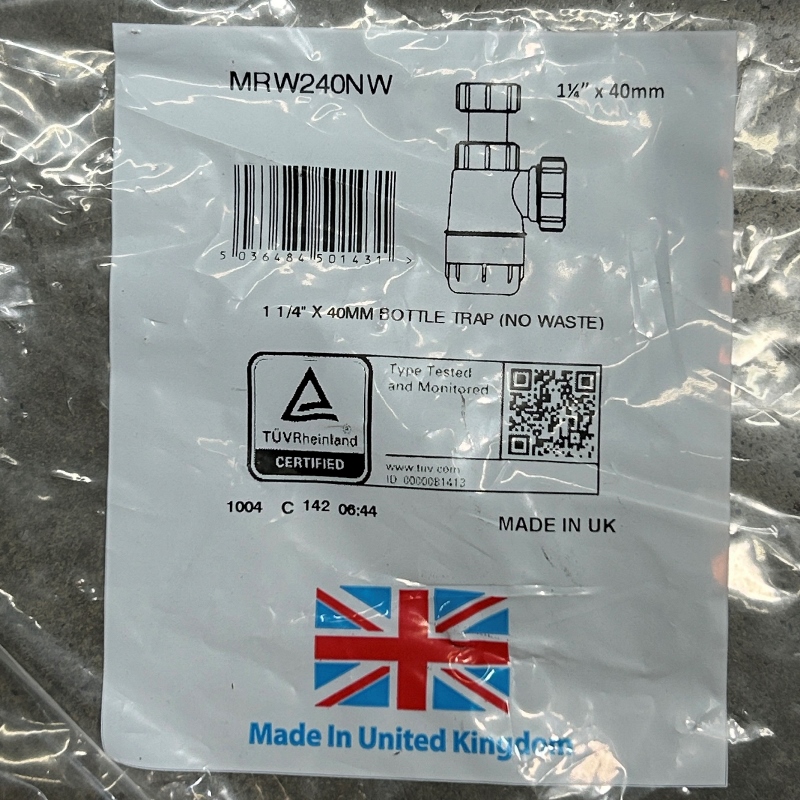 MRW240NW
1¼" x 40mm
5 036484 501431 >
1 1/4" X 40MM BOTTLE TRAP (NO WASTE)
Type Tested
and Monitored
TÜVRheinland®
CERTIFIED
www.tuv.com
ID 0000081413
1004 C 142 06:44
MADE IN UK
Made In United Kingdom